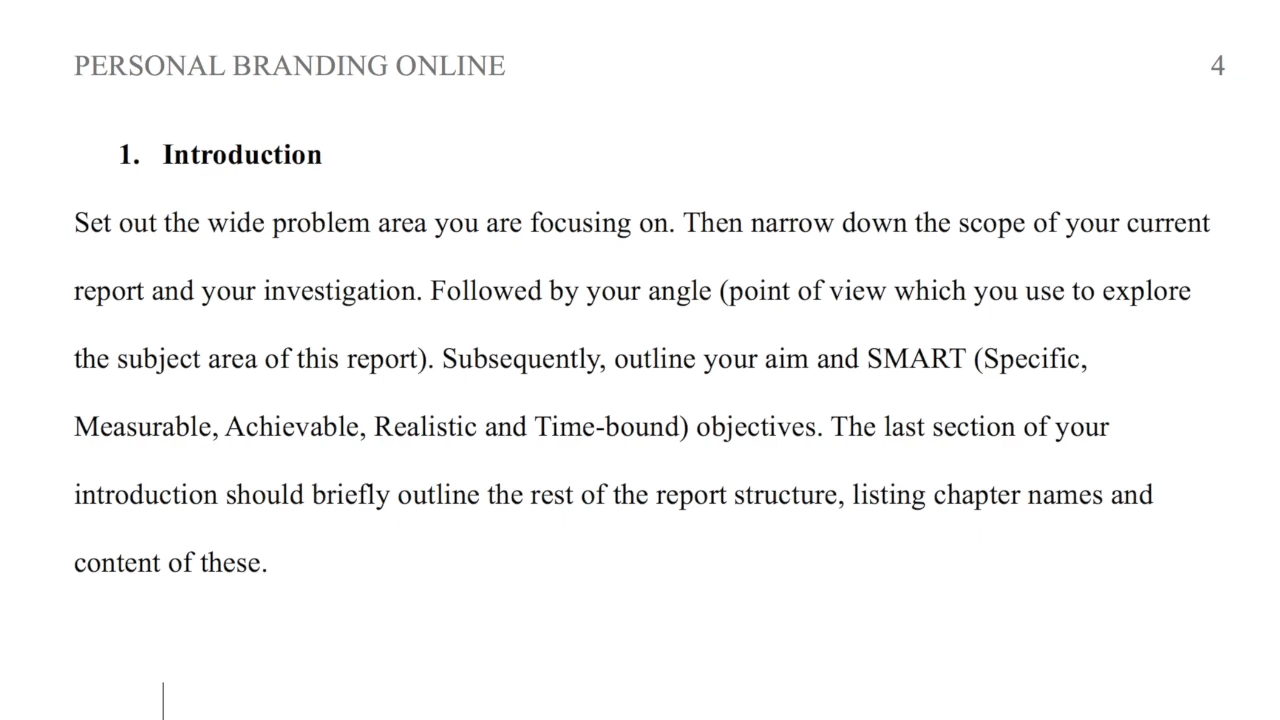 PERSONAL BRANDING ONLINE 4
1. Introduction
Set out the wide problem area you are focusing on. Then narrow down the scope of your current
report and your investigation. Followed by your angle (point of view which you use to explore
the subject area of this report). Subsequently, outline your aim and SMART (Specific,
Measurable, Achievable, Realistic and Time-bound) objectives. The last section of your
introduction should briefly outline the rest of the report structure, listing chapter names and
content of these.